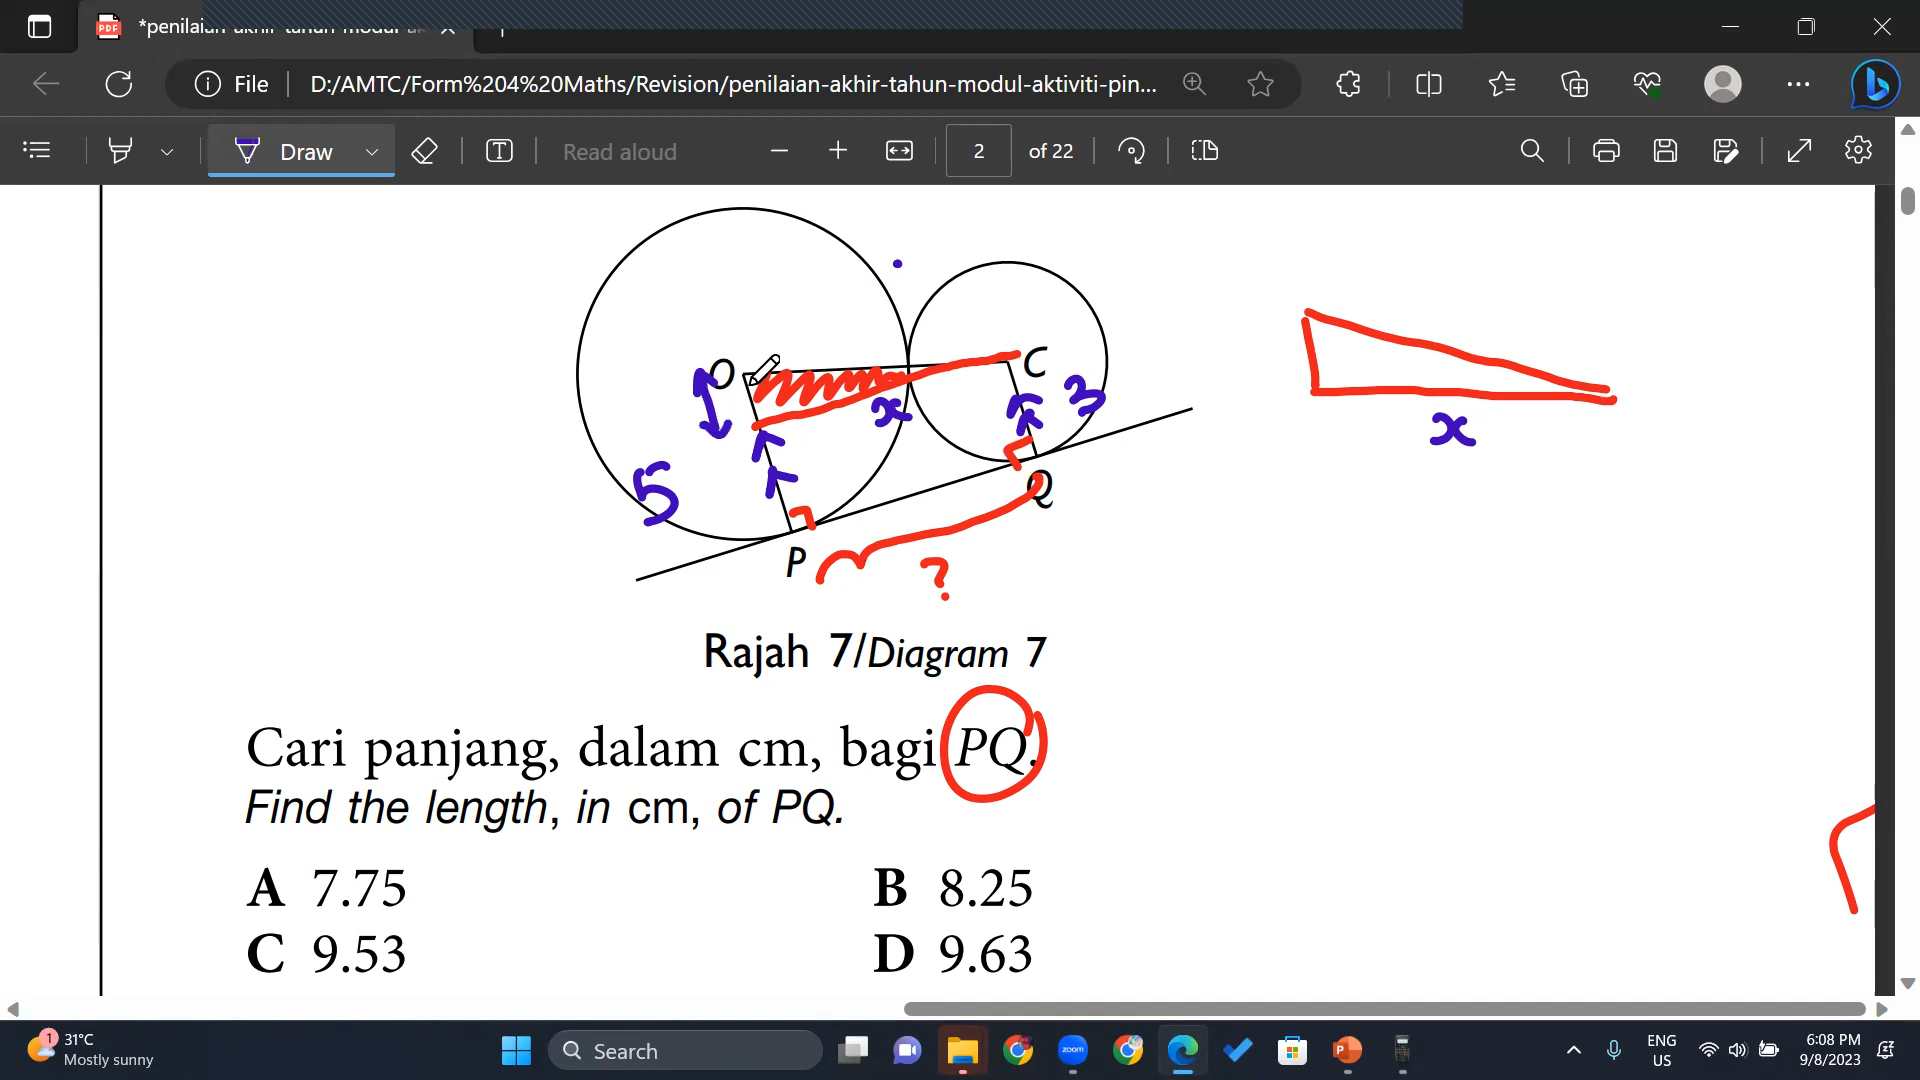 *penilaian-akhir-tahun-modul-ak
File
D:/AMTC/Form%204%20Maths/Revision/penilaian-akhir-tahun-modul-aktiviti-pin...
Draw
Read aloud
2 of 22
O
C
x
3
5
Q
P
?
x
Rajah 7/Diagram 7
Cari panjang, dalam cm, bagi PQ.
Find the length, in cm, of PQ.
A 7.75
B 8.25
C 9.53
D 9.63
1
31°C
Mostly sunny
Search
zoom
ENG
US
6:08 PM
9/8/2023